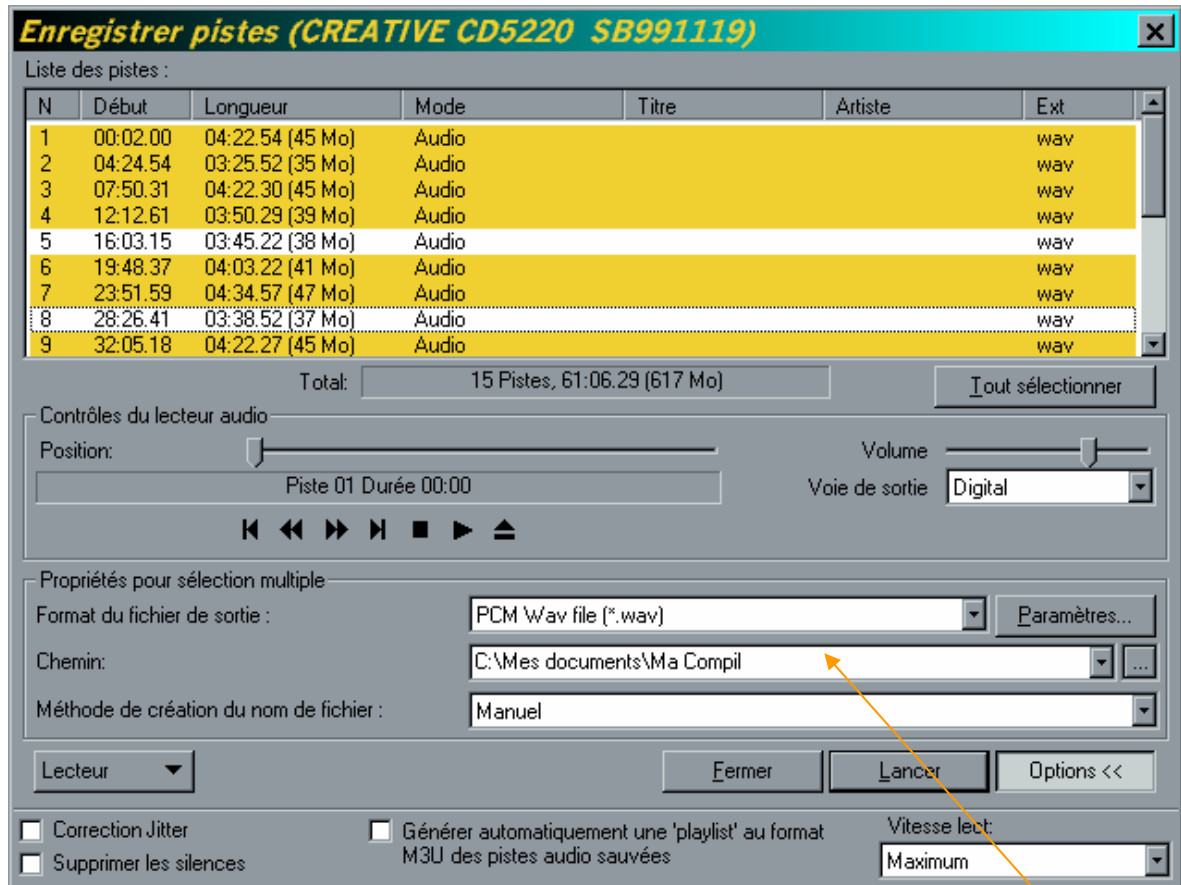 Enregistrer pistes (CREATIVE CD5220 SB991119)
Liste des pistes :
N Début Longueur Mode Titre Artiste Ext
1 00:02.00 04:22.54 (45 Mo) Audio wav
2 04:24.54 03:25.52 (35 Mo) Audio wav
3 07:50.31 04:22.30 (45 Mo) Audio wav
4 12:12.61 03:50.29 (39 Mo) Audio wav
5 16:03.15 03:45.22 (38 Mo) Audio wav
6 19:48.37 04:03.22 (41 Mo) Audio wav
7 23:51.59 04:34.57 (47 Mo) Audio wav
8 28:26.41 03:38.52 (37 Mo) Audio wav
9 32:05.18 04:22.27 (45 Mo) Audio wav
Total: 15 Pistes, 61:06.29 (617 Mo) Tout sélectionner
Contrôles du lecteur audio
Position: Volume
Piste 01 Durée 00:00 Voie de sortie Digital
Propriétés pour sélection multiple
Format du fichier de sortie : PCM Wav file (*.wav) Paramètres...
Chemin: C:\Mes documents\Ma Compil ...
Méthode de création du nom de fichier : Manuel
Lecteur Fermer Lancer Options <<
Correction Jitter Générer automatiquement une 'playlist' au format Vitesse lect:
Supprimer les silences M3U des pistes audio sauvées Maximum